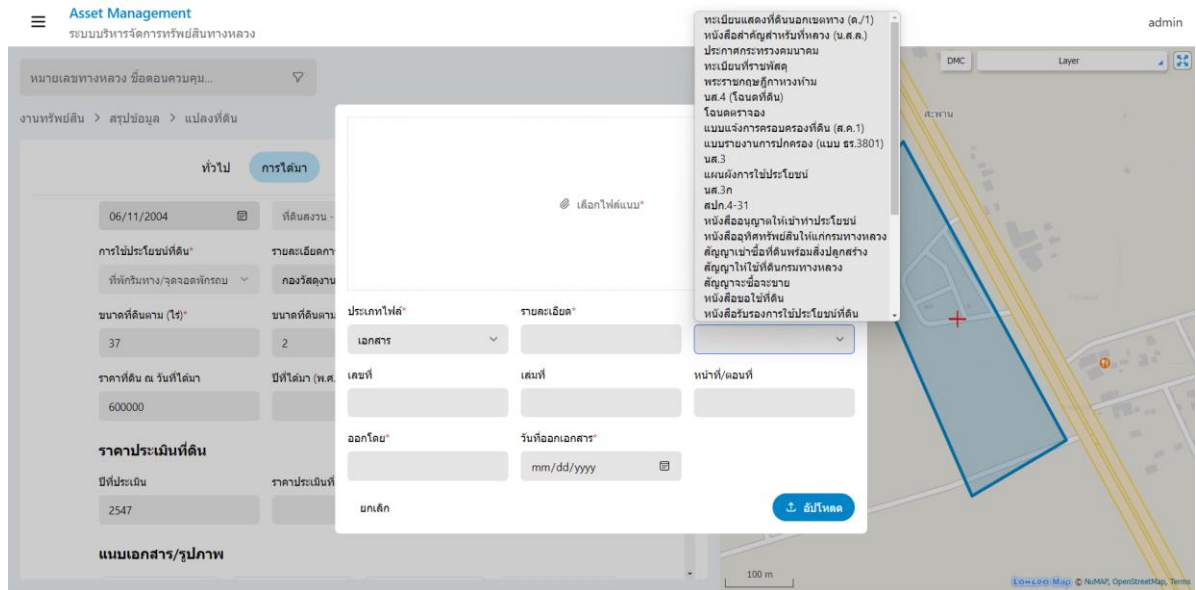 Asset Management
ระบบบริหารจัดการทรัพย์สินทางหลวง
admin
หมายเลขทางหลวง ชื่อตอนควบคุม...
งานทรัพย์สิน > สรุปข้อมูล > แปลงที่ดิน
ทั่วไป การได้มา
06/11/2004 ที่ดินสงวน -
การใช้ประโยชน์ที่ดิน* รายละเอียดกา
ที่พักริมทาง/จุดจอดพักรถบ กองวัสดุงาน
ขนาดที่ดินตาม (ไร่)* ขนาดที่ดินตาม
37 2
ราคาที่ดิน ณ วันที่ได้มา ปีที่ได้มา (พ.ศ.
600000
ราคาประเมินที่ดิน
ปีที่ประเมิน ราคาประเมินที่
2547
แนบเอกสาร/รูปภาพ
เลือกไฟล์แนบ*
ประเภทไฟล์* รายละเอียด*
เอกสาร
เลขที่ เล่มที่ หน้าที่/ตอนที่
ออกโดย* วันที่ออกเอกสาร*
mm/dd/yyyy
ยกเลิก อัปโหลด
ทะเบียนแสดงที่ดินนอกเขตทาง (ด./1)
หนังสือสำคัญสำหรับที่หลวง (น.ส.ล.)
ประกาศกระทรวงคมนาคม
ทะเบียนที่ราชพัสดุ
พระราชกฤษฎีกาหวงห้าม
นส.4 (โฉนดที่ดิน)
โฉนดตราจอง
แบบแจ้งการครอบครองที่ดิน (ส.ค.1)
แบบรายงานการปกครอง (แบบ ธร.3801)
นส.3
แผนผังการใช้ประโยชน์
นส.3ก
สปก.4-31
หนังสืออนุญาตให้เข้าทำประโยชน์
หนังสืออุทิศทรัพย์สินให้แก่กรมทางหลวง
สัญญาเช่าซื้อที่ดินพร้อมสิ่งปลูกสร้าง
สัญญาให้ใช้ที่ดินกรมทางหลวง
สัญญาจะซื้อจะขาย
หนังสือขอใช้ที่ดิน
หนังสือรับรองการใช้ประโยชน์ที่ดิน
DMC Layer
สะพาน
100 m
Longdo Map © NuMAP, OpenStreetMap, Terms